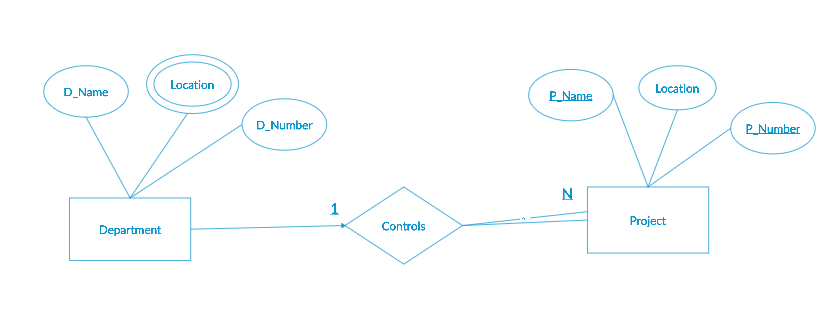 D_Name
Location
D_Number
P_Name
Location
P_Number
1
N
Department
Controls
Project